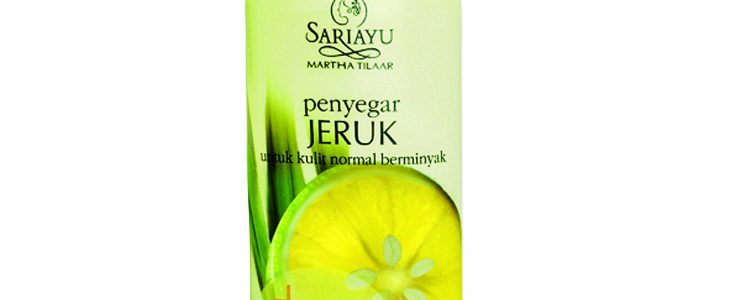 SARIAYU
MARTHA TILAAR
penyegar
JERUK
untuk kulit normal berminyak